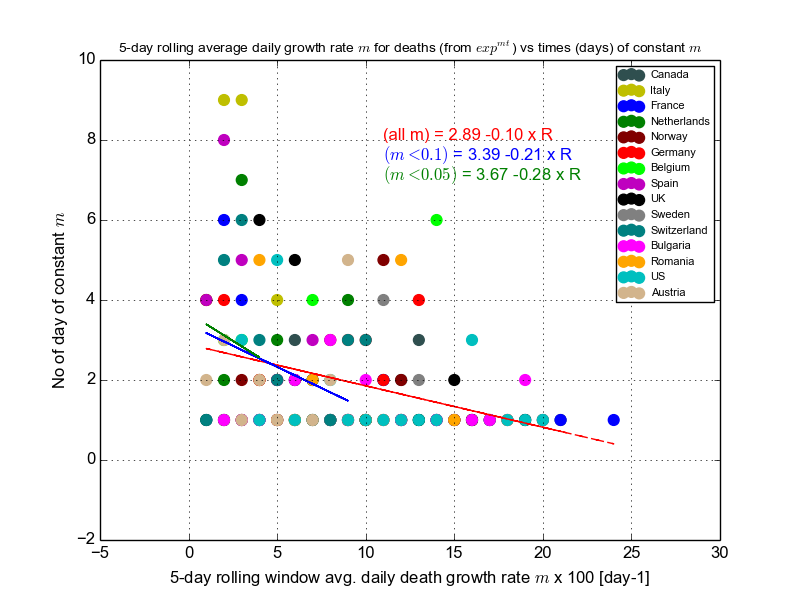 5-day rolling average daily growth rate m for deaths (from exp^mt) vs times (days) of constant m
10
8
6
4
2
0
−2
No of day of constant m
(all m) = 2.89 -0.10 x R
(m <0.1) = 3.39 -0.21 x R
(m <0.05) = 3.67 -0.28 x R
Canada
Italy
France
Netherlands
Norway
Germany
Belgium
Spain
UK
Sweden
Switzerland
Bulgaria
Romania
US
Austria
−5 0 5 10 15 20 25 30
5-day rolling window avg. daily death growth rate m x 100 [day-1]